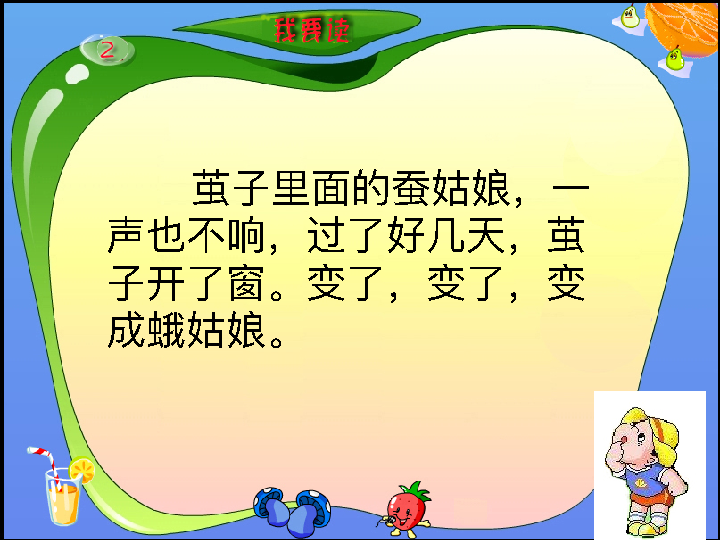 我要读
2
茧子里面的蚕姑娘，一
声也不响，过了好几天，茧
子开了窗。变了，变了，变
成蛾姑娘。